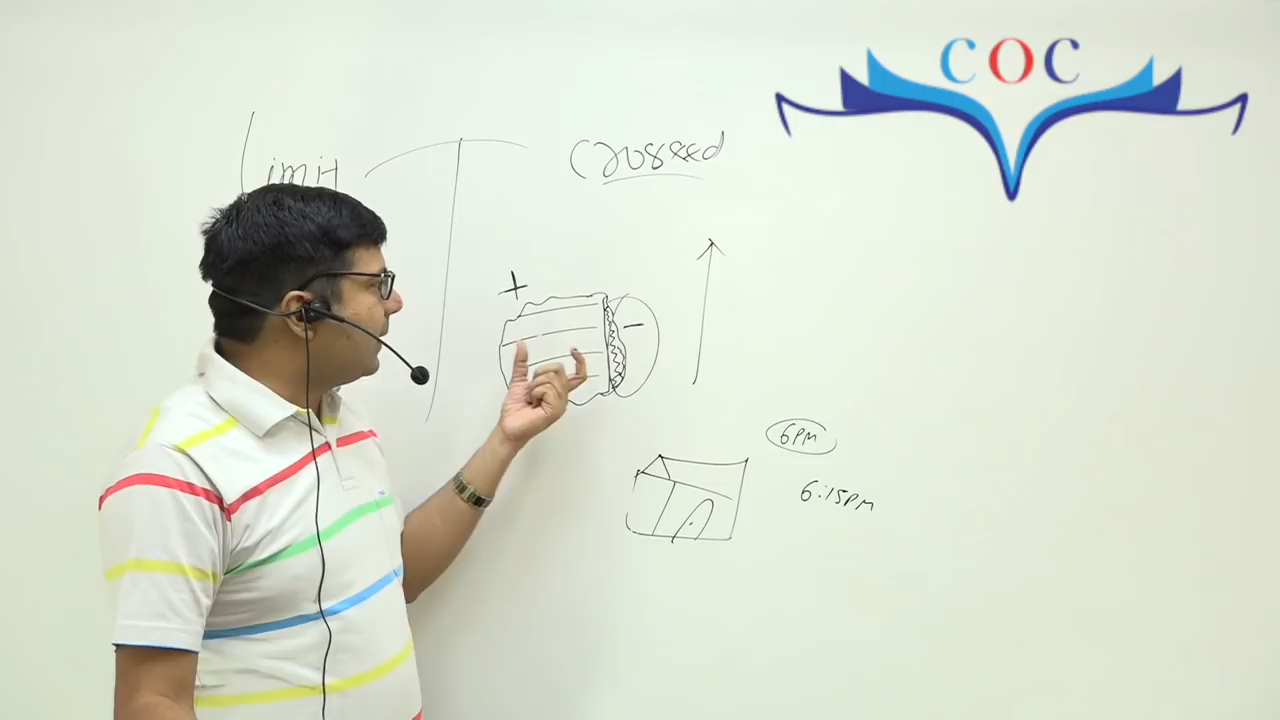 COC
Limit
Crossed
+
-
6PM
6:15PM